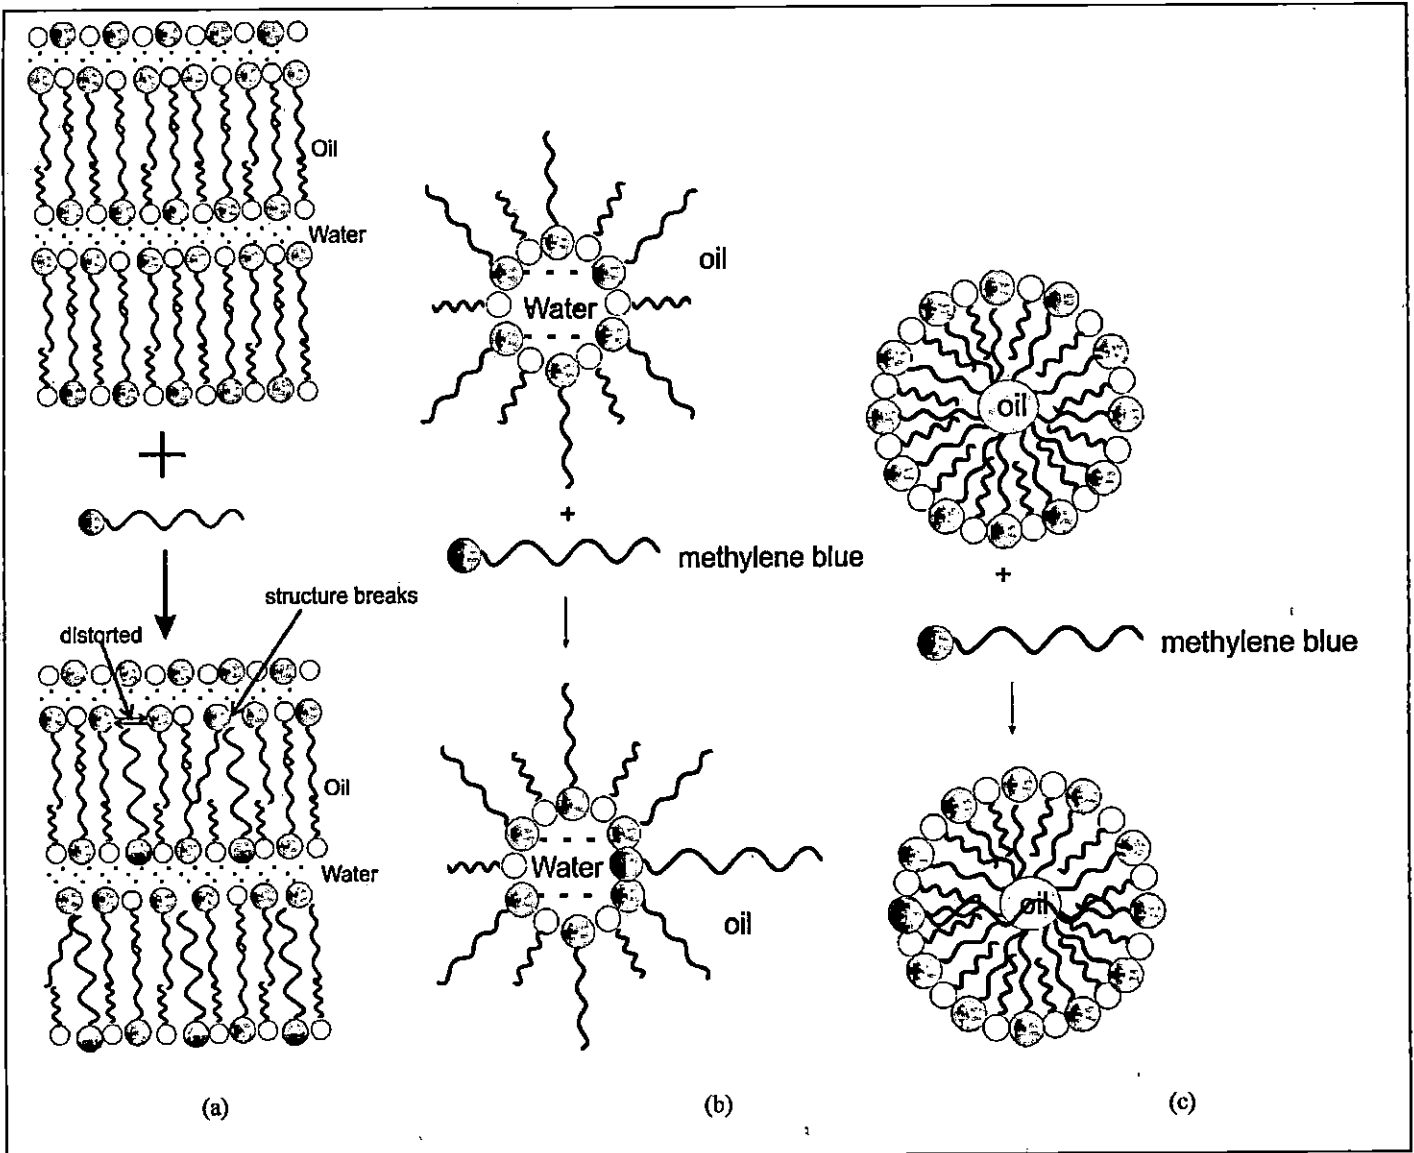 Oil
Water
+
structure breaks
distorted
Oil
Water
(a)
oil
Water
+
methylene blue
Water
oil
(b)
oil
+
methylene blue
oil
(c)